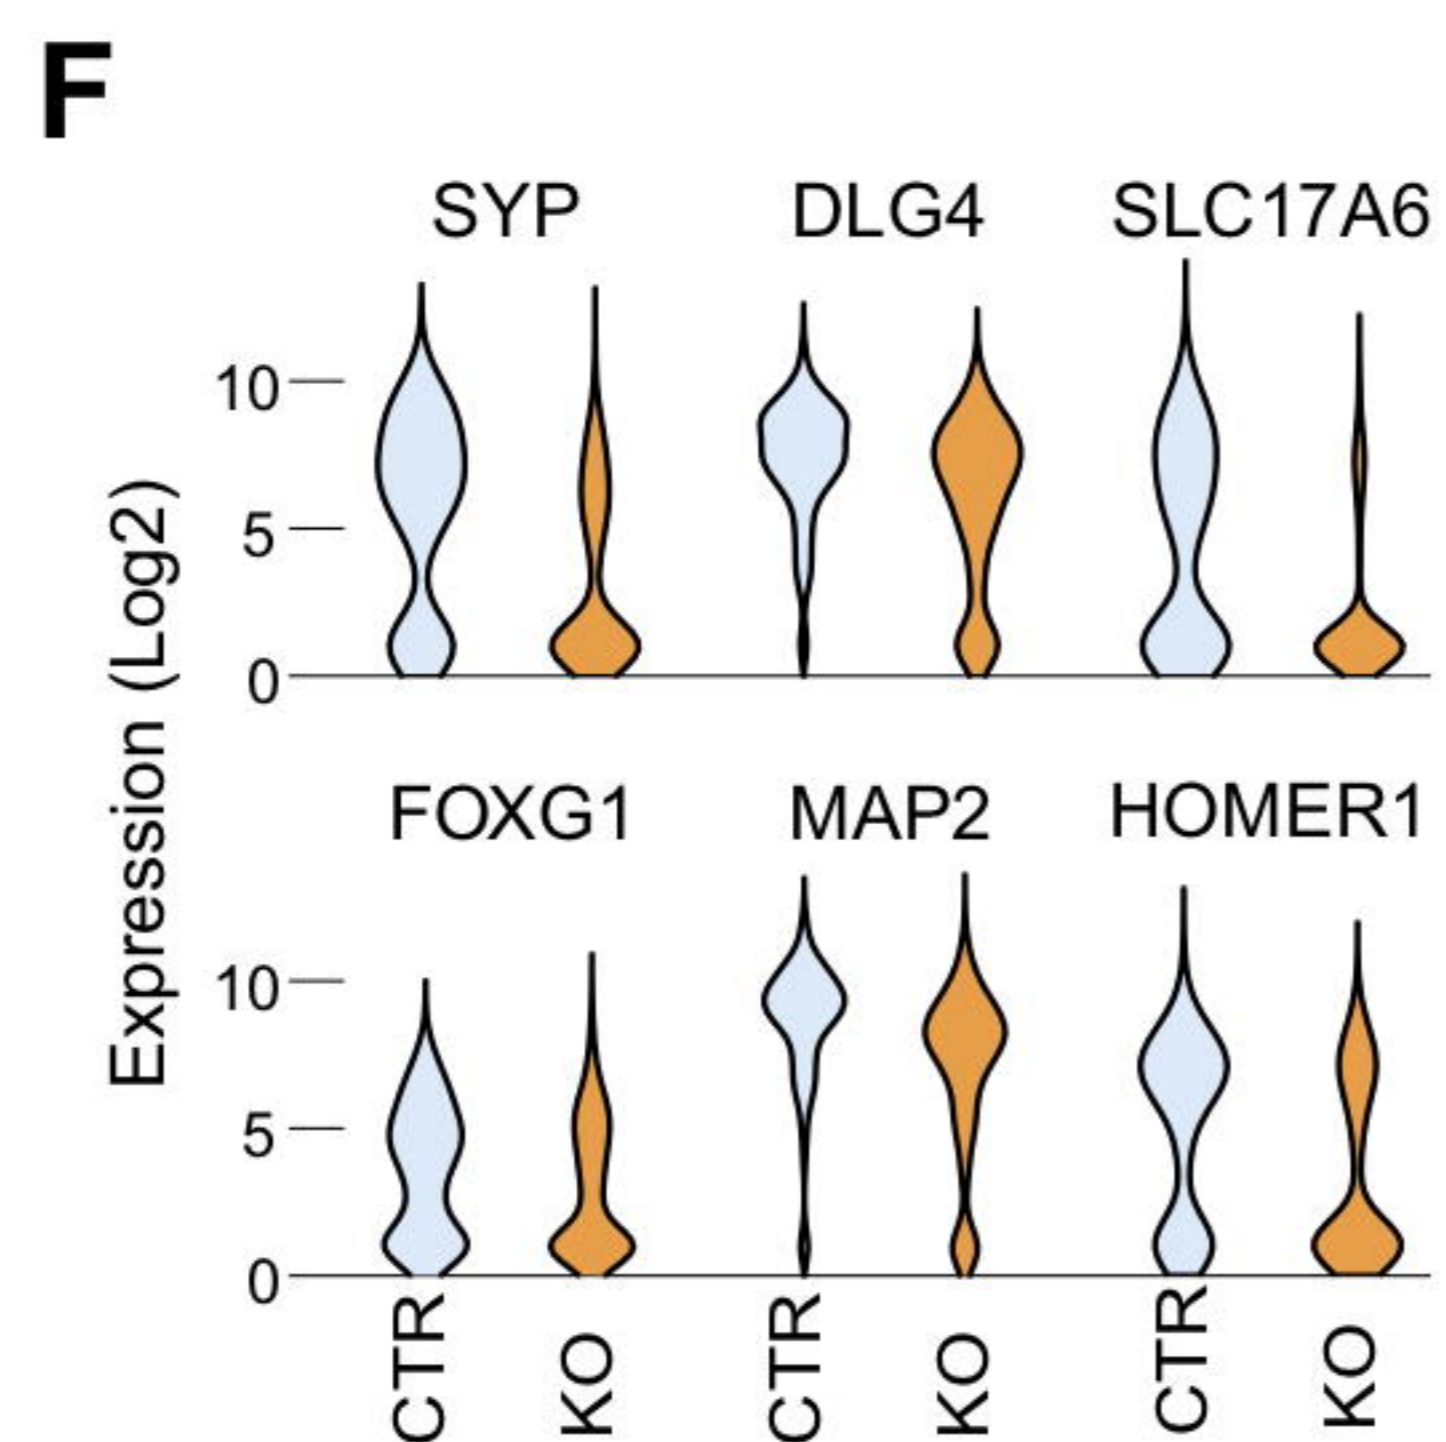 F
SYP DLG4 SLC17A6
10
5
0
Expression (Log2)
FOXG1 MAP2 HOMER1
10
5
0
CTR KO CTR KO CTR KO